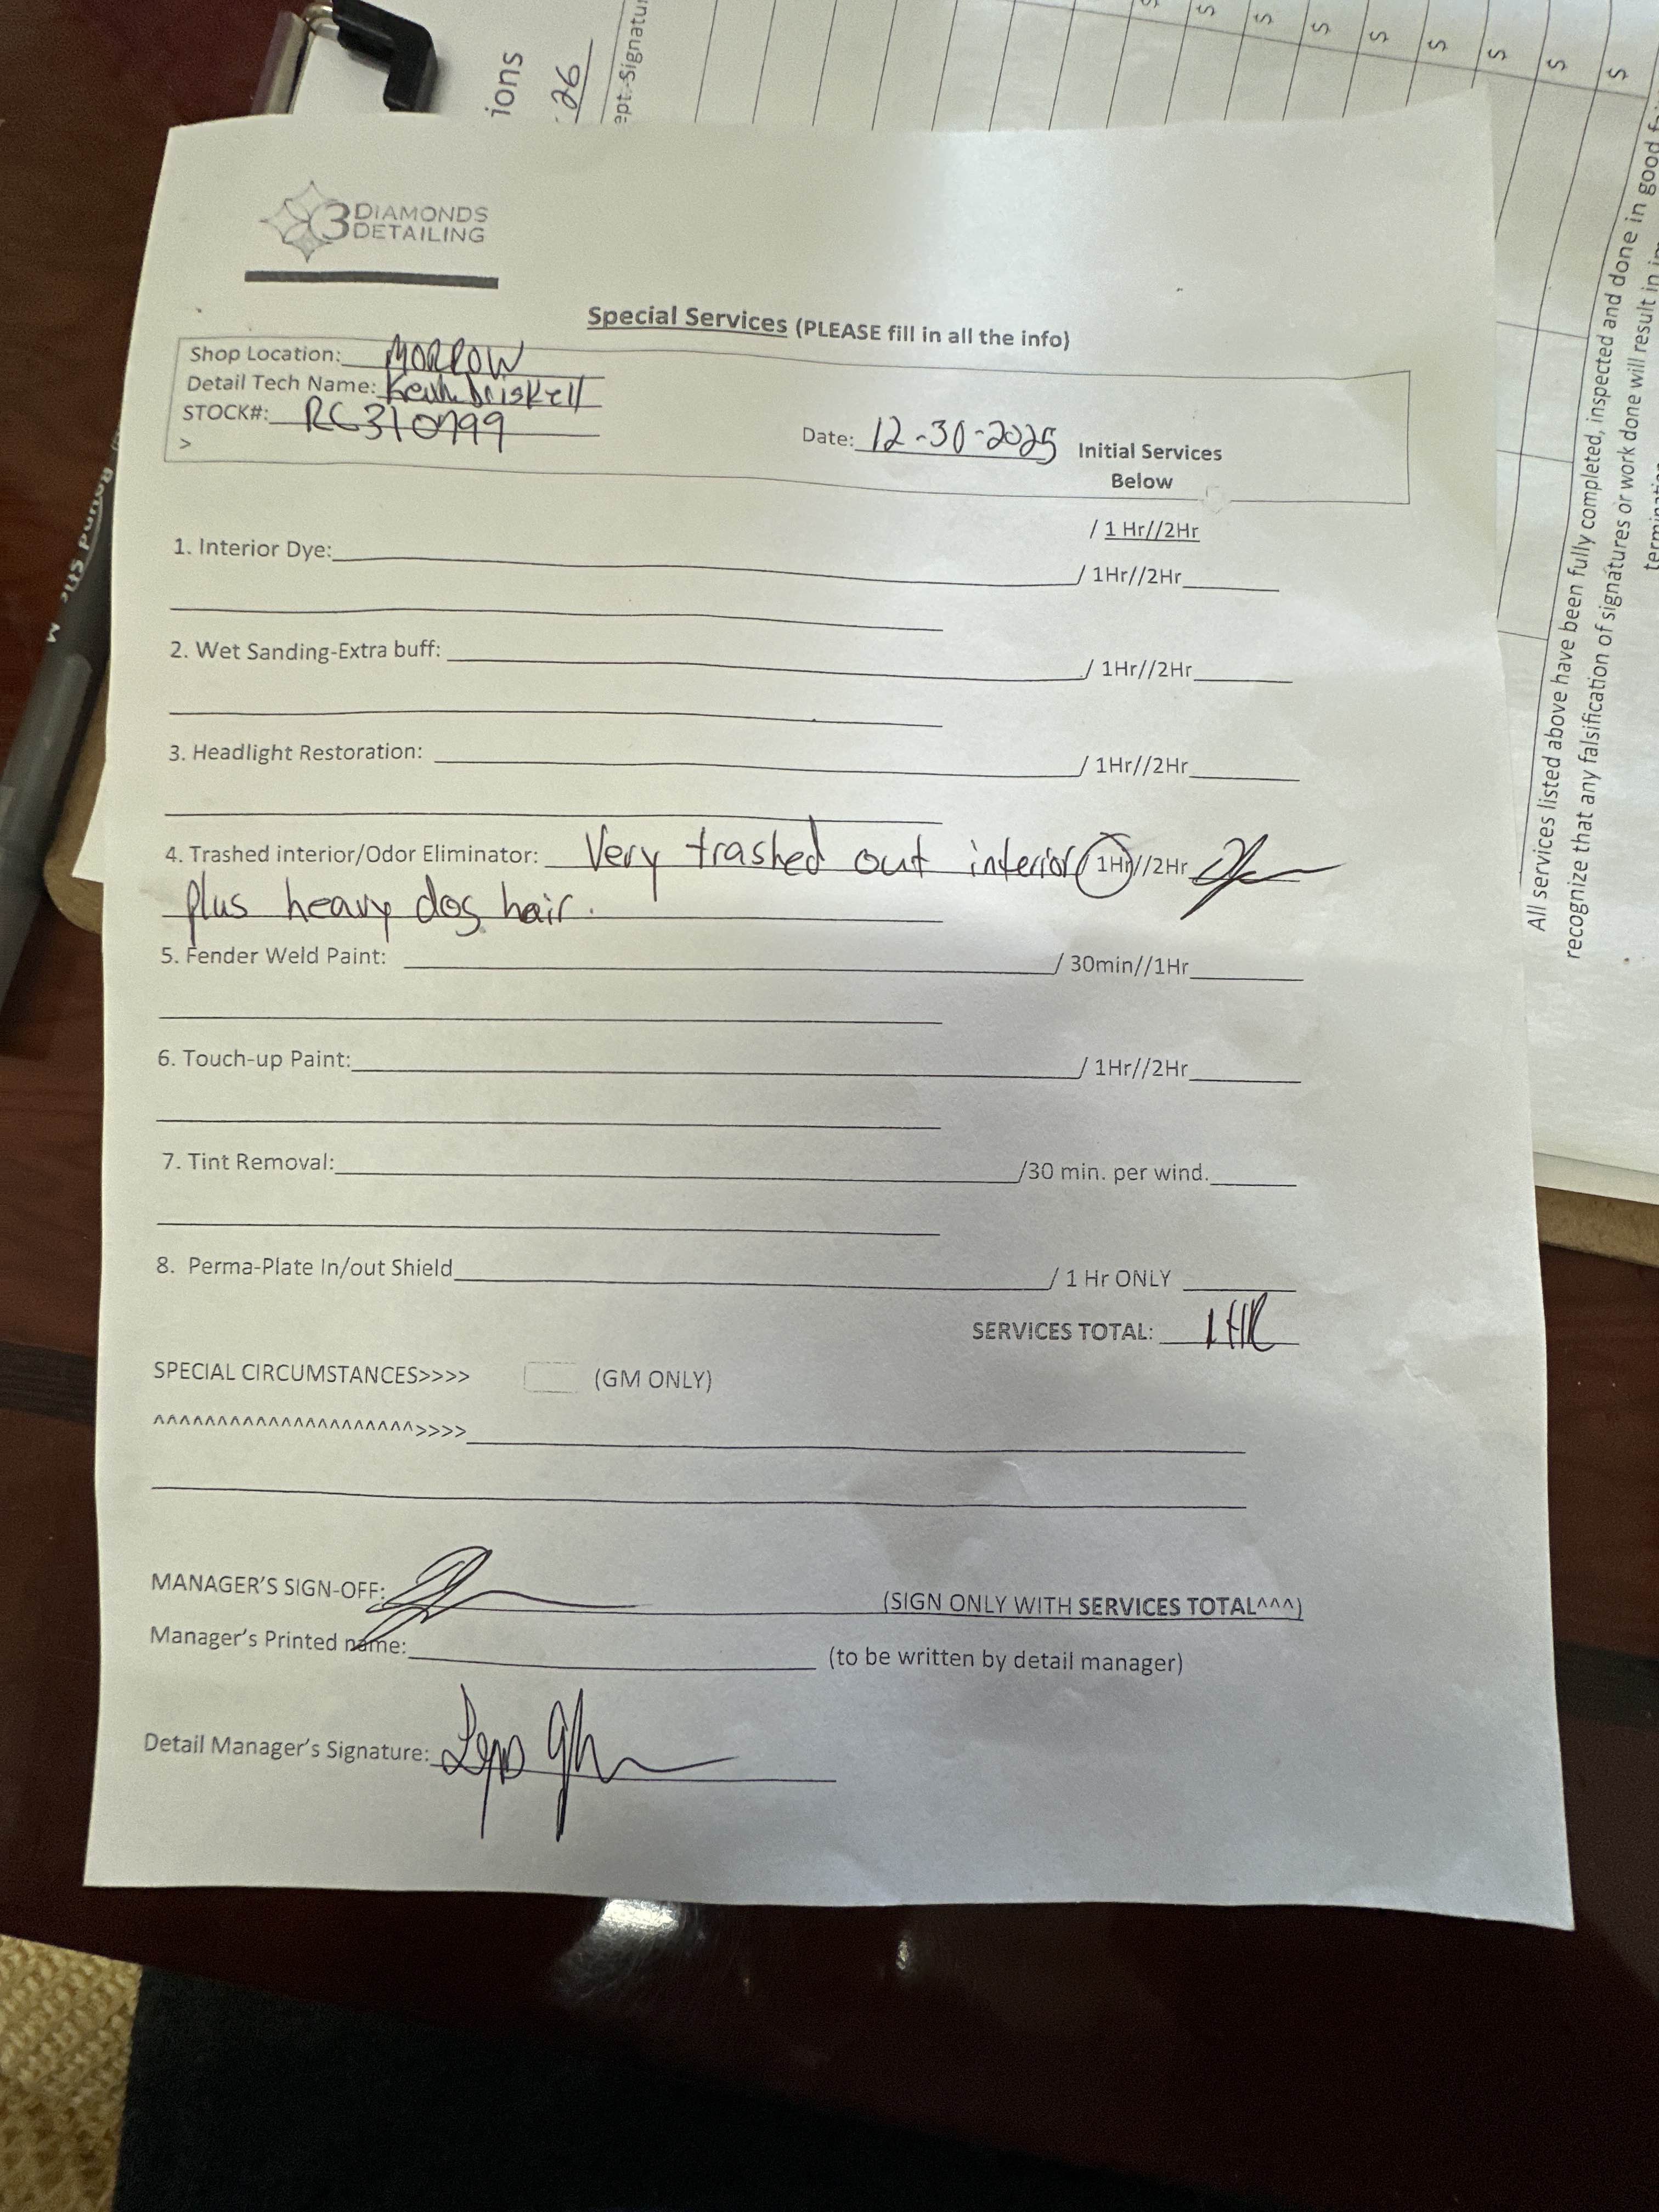 ions
26
ept. Signatu
S S S S S S S S S
3 DIAMONDS
DETAILING
Special Services (PLEASE fill in all the info)
Shop Location: MORROW
Detail Tech Name: Driskell
STOCK#: RC310799
>
Date: 12-30-2025 Initial Services
Below
/ 1 Hr//2Hr
1. Interior Dye: / 1Hr//2Hr
2. Wet Sanding-Extra buff: / 1Hr//2Hr
3. Headlight Restoration: / 1Hr//2Hr
4. Trashed interior/Odor Eliminator: Very trashed out interior / 1Hr//2Hr
plus heavy dog hair.
5. Fender Weld Paint: / 30min//1Hr
6. Touch-up Paint: / 1Hr//2Hr
7. Tint Removal: /30 min. per wind.
8. Perma-Plate In/out Shield / 1 Hr ONLY
SERVICES TOTAL: 1 HR
SPECIAL CIRCUMSTANCES>>>> (GM ONLY)
^^^^^^^^^^^^^^^^^^^^^>>>>
MANAGER'S SIGN-OFF: (SIGN ONLY WITH SERVICES TOTAL^^^)
Manager's Printed name: (to be written by detail manager)
Detail Manager's Signature:
All services listed above have been fully completed, inspected and done in good
recognize that any falsification of signatures or work done will result in
Round Stic M